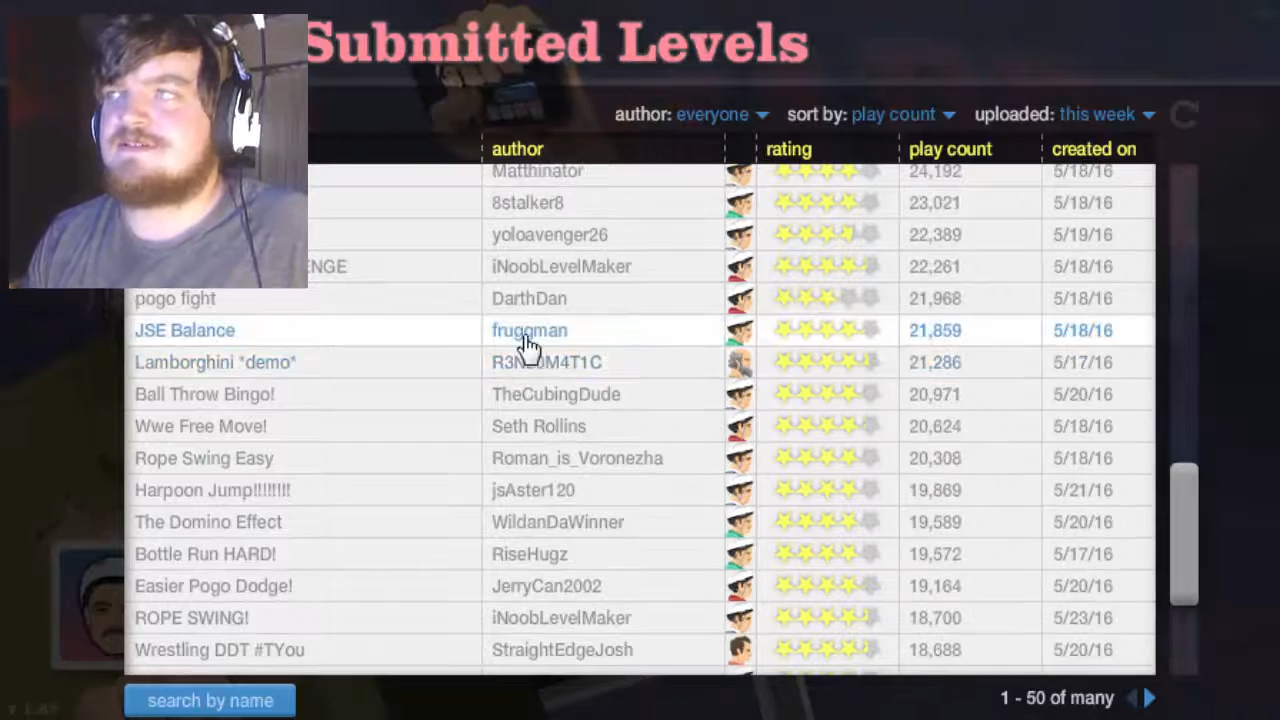 Submitted Levels
author: everyone sort by: play count uploaded: this week
author rating play count created on
Matthinator 24,192 5/18/16
8stalker8 23,021 5/18/16
yoloavenger26 22,389 5/19/16
ENGE iNoobLevelMaker 22,261 5/18/16
pogo fight DarthDan 21,968 5/18/16
JSE Balance fruggman 21,859 5/18/16
Lamborghini *demo* 21,286 5/17/16
Ball Throw Bingo! TheCubingDude 20,971 5/20/16
Wwe Free Move! Seth Rollins 20,624 5/18/16
Rope Swing Easy Roman_is_Voronezha 20,308 5/18/16
Harpoon Jump!!!!!!!! jsAster120 19,869 5/21/16
The Domino Effect WildanDaWinner 19,589 5/20/16
Bottle Run HARD! RiseHugz 19,572 5/17/16
Easier Pogo Dodge! JerryCan2002 19,164 5/20/16
ROPE SWING! iNoobLevelMaker 18,700 5/23/16
Wrestling DDT #TYou StraightEdgeJosh 18,688 5/20/16
search by name 1 - 50 of many